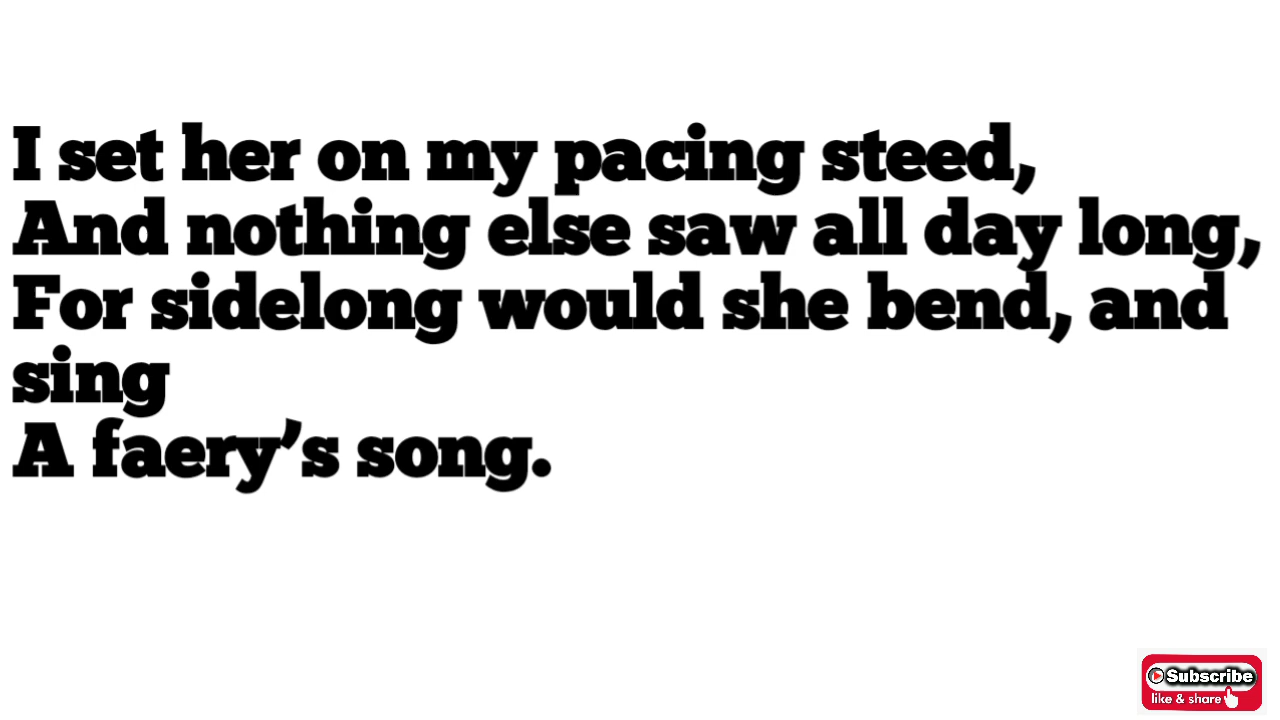 I set her on my pacing steed,
And nothing else saw all day long,
For sidelong would she bend, and
sing
A faery’s song.
Subscribe
like & share